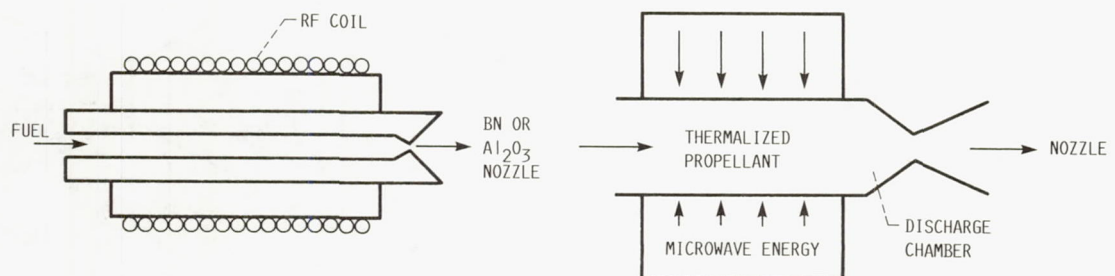 RF COIL
FUEL
BN OR
Al₂O₃
NOZZLE
THERMALIZED
PROPELLANT
NOZZLE
DISCHARGE
CHAMBER
MICROWAVE ENERGY